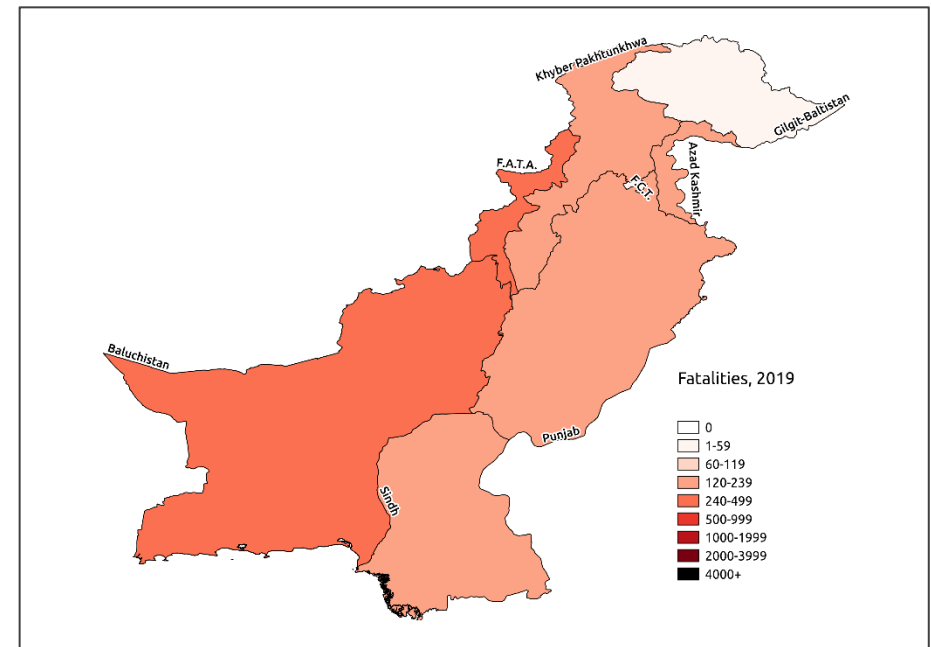 Khyber Pakhtunkhwa
Gilgit-Baltistan
F.A.T.A.
F.C.T.
Azad Kashmir
Baluchistan
Punjab
Sindh
Fatalities, 2019
0
1-59
60-119
120-239
240-499
500-999
1000-1999
2000-3999
4000+